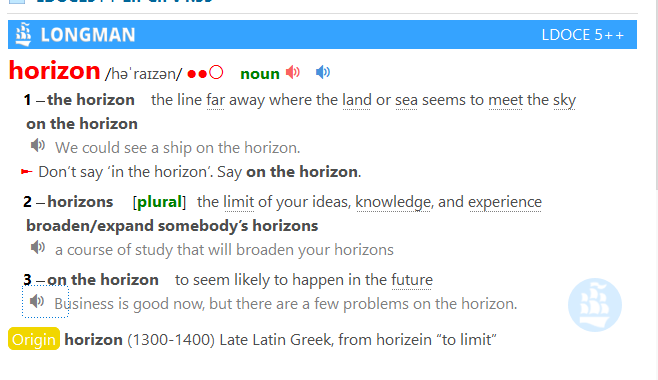 LONGMAN LDOCE 5++
horizon /həˈraɪzən/ ●●○ noun
1 – the horizon the line far away where the land or sea seems to meet the sky
on the horizon
We could see a ship on the horizon.
► Don’t say ‘in the horizon’. Say on the horizon.
2 – horizons [plural] the limit of your ideas, knowledge, and experience
broaden/expand somebody’s horizons
a course of study that will broaden your horizons
3 – on the horizon to seem likely to happen in the future
Business is good now, but there are a few problems on the horizon.
Origin horizon (1300-1400) Late Latin Greek, from horizein “to limit”